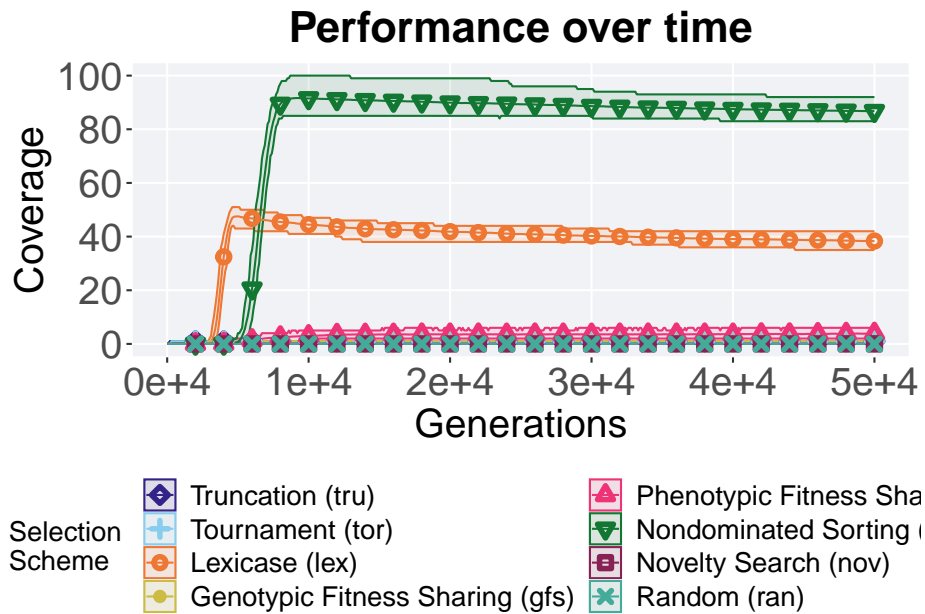 Performance over time
Coverage
100
80
60
40
20
0
0e+4 1e+4 2e+4 3e+4 4e+4 5e+4
Generations
Selection
Scheme
Truncation (tru)
Tournament (tor)
Lexicase (lex)
Genotypic Fitness Sharing (gfs)
Phenotypic Fitness Sha
Nondominated Sorting (
Novelty Search (nov)
Random (ran)